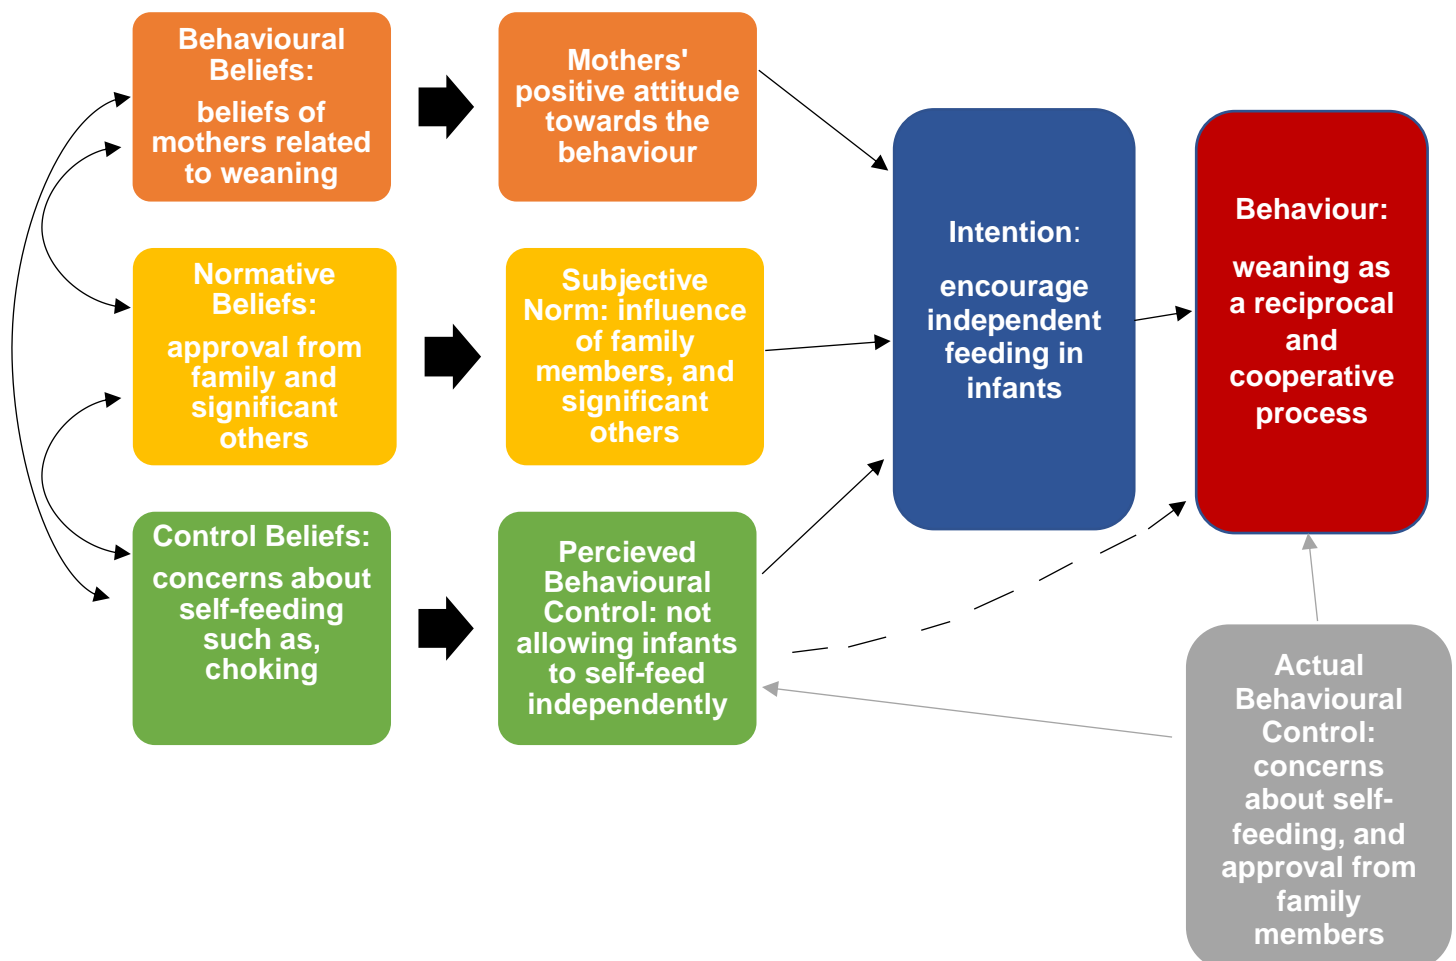 Behavioural
Beliefs:
beliefs of
mothers related
to weaning
Mothers'
positive attitude
towards the
behaviour
Normative
Beliefs:
approval from
family and
significant
others
Subjective
Norm: influence
of family
members, and
significant
others
Control Beliefs:
concerns about
self-feeding
such as,
choking
Percieved
Behavioural
Control: not
allowing infants
to self-feed
independently
Intention:
encourage
independent
feeding in
infants
Behaviour:
weaning as
a reciprocal
and
cooperative
process
Actual
Behavioural
Control:
concerns
about self-
feeding, and
approval from
family
members